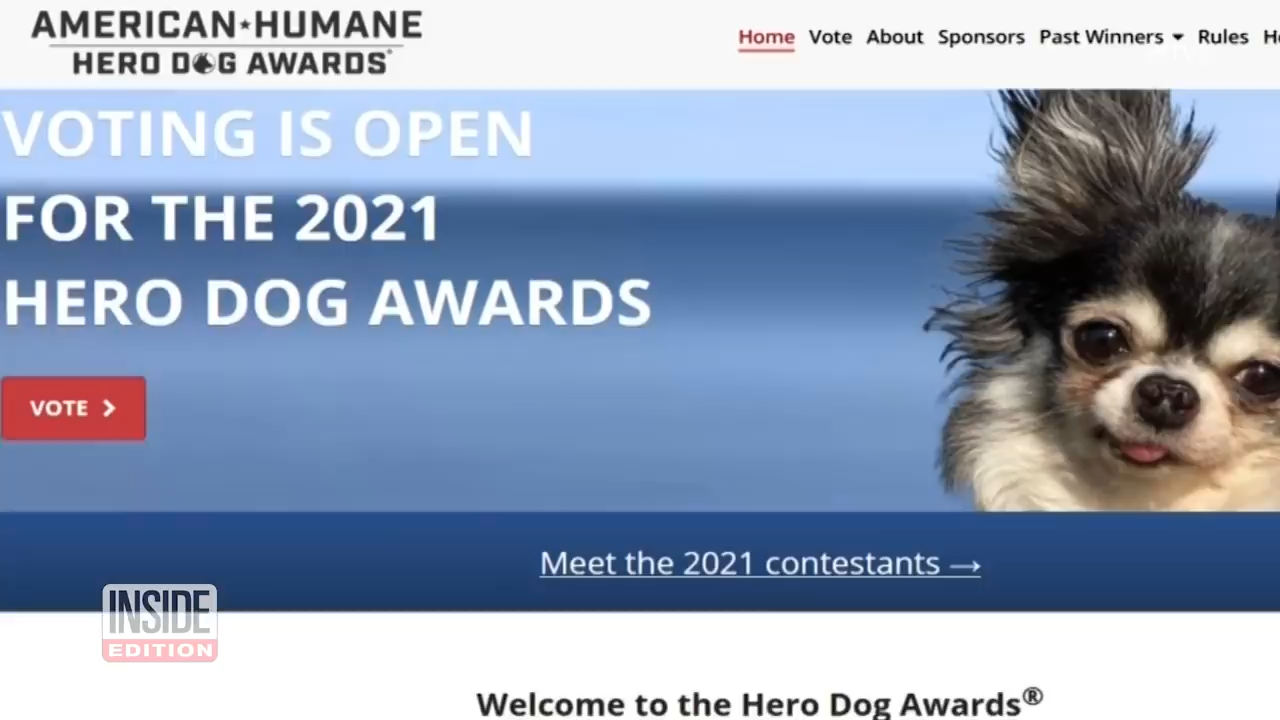 AMERICAN★HUMANE
HERO DOG AWARDS®
Home Vote About Sponsors Past Winners Rules
VOTING IS OPEN
FOR THE 2021
HERO DOG AWARDS
VOTE
Meet the 2021 contestants →
INSIDE
EDITION
Welcome to the Hero Dog Awards®